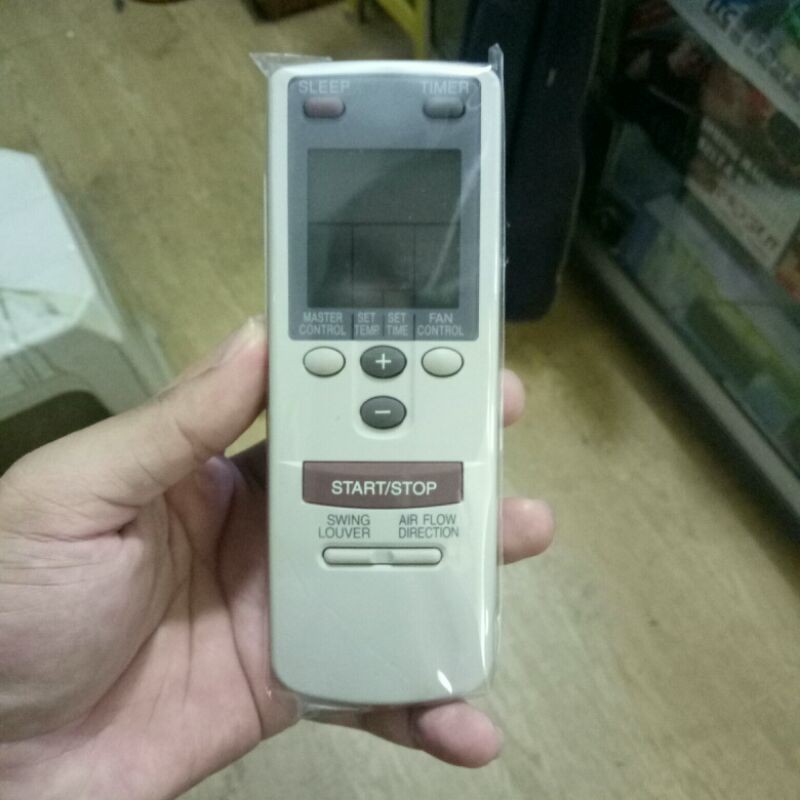 SLEEP
TIMER
MASTER CONTROL
SET TEMP.
SET TIME
FAN CONTROL
+
−
START/STOP
SWING LOUVER
AIR FLOW DIRECTION